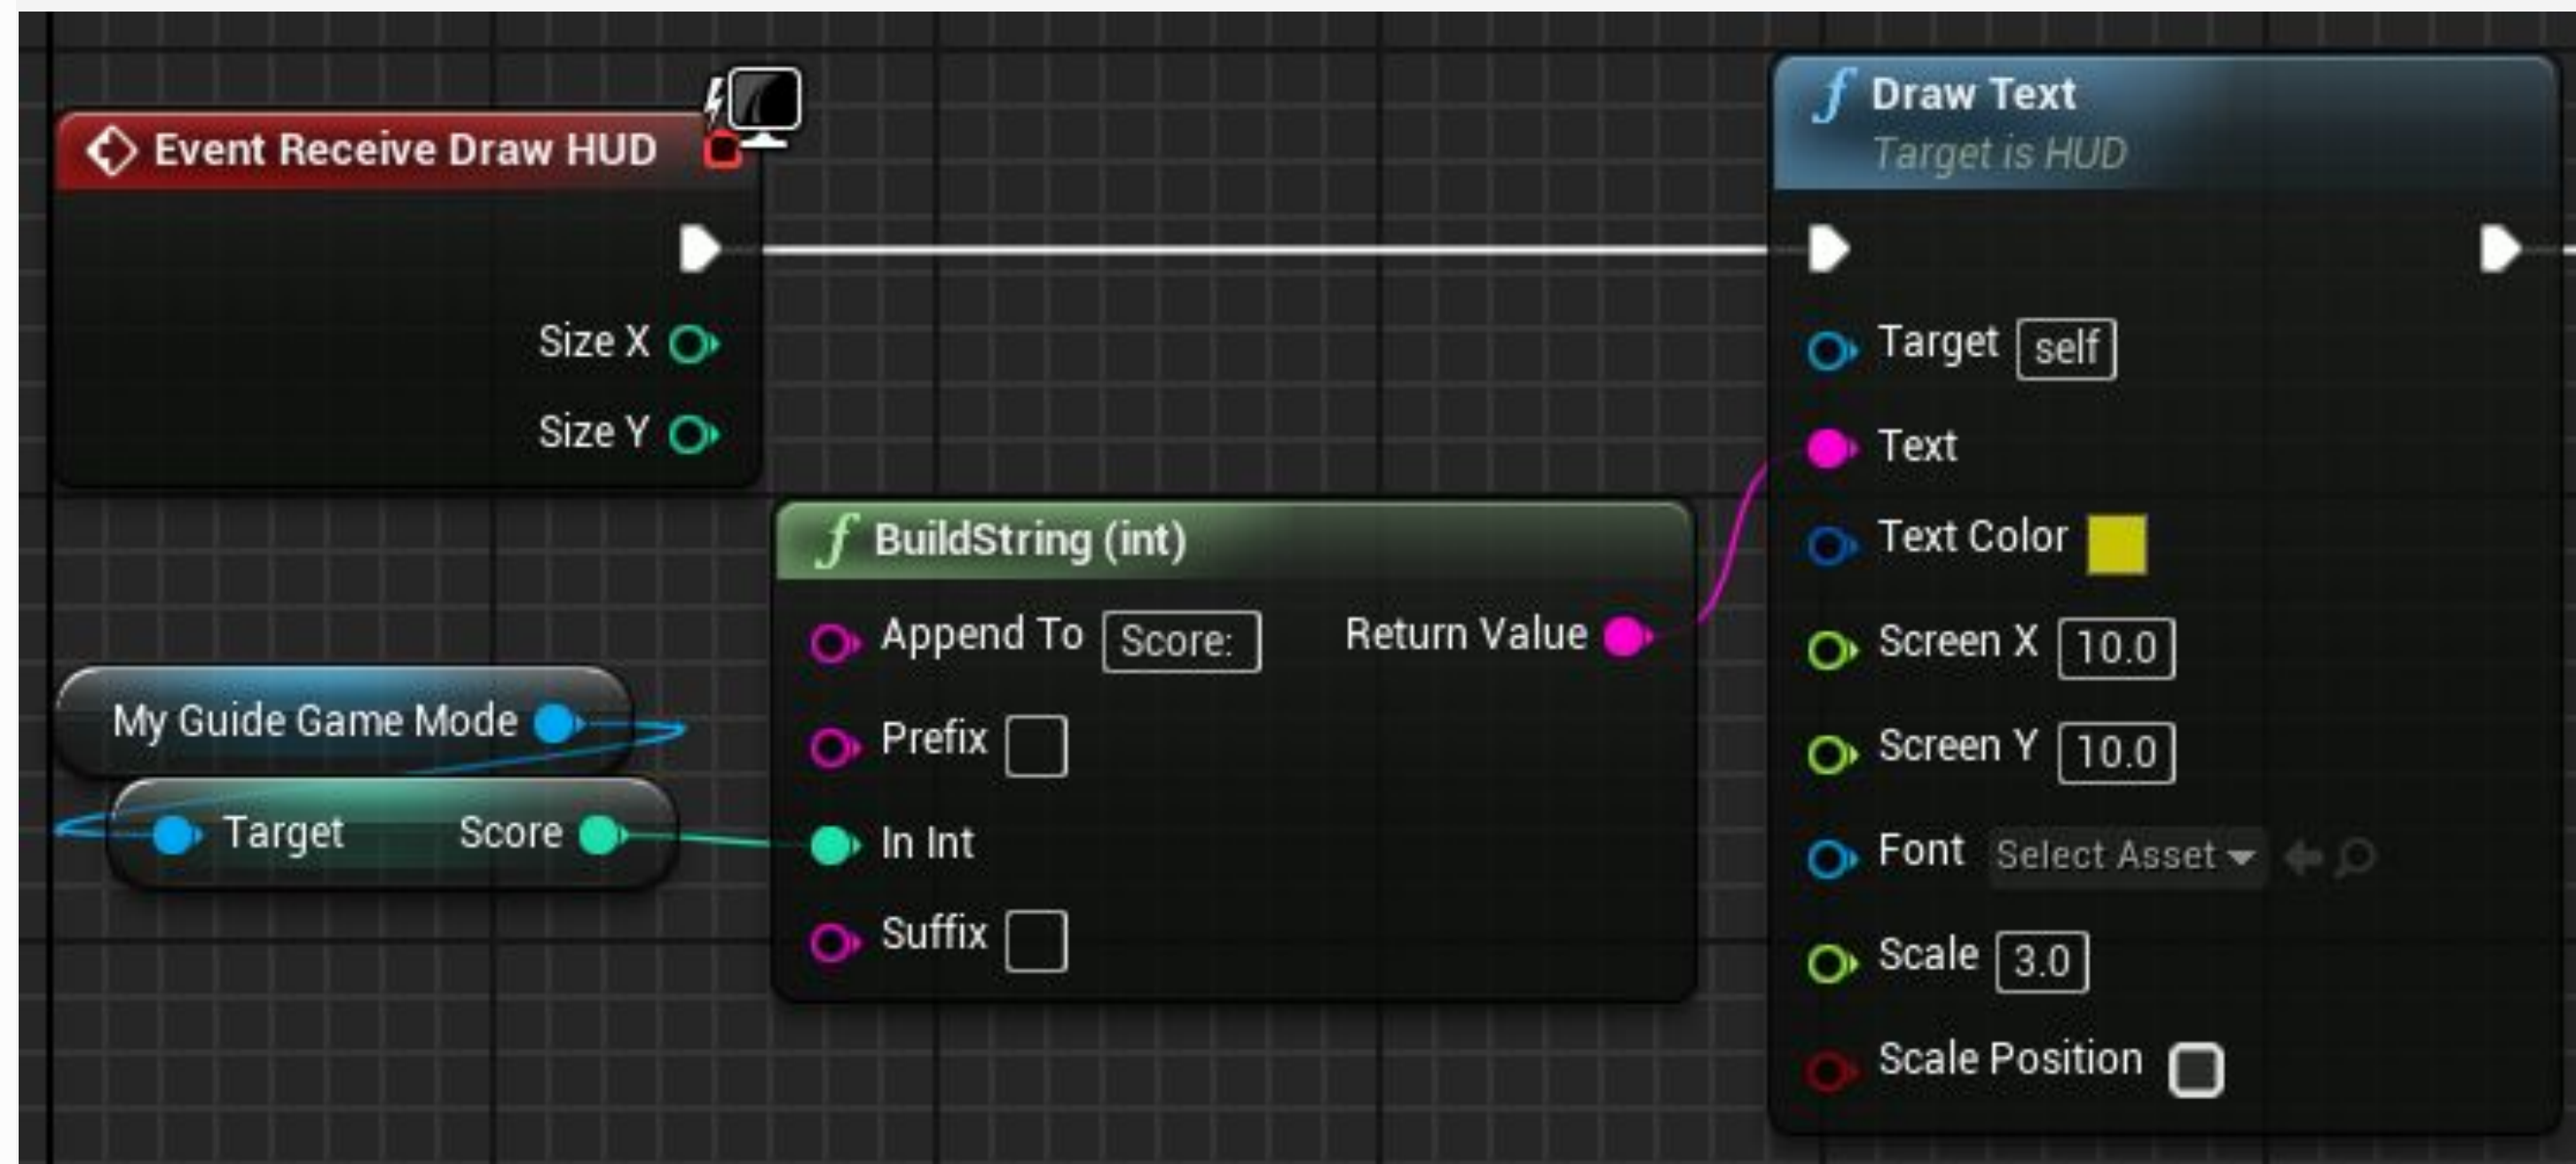 Event Receive Draw HUD
Size X
Size Y
My Guide Game Mode
Target Score
BuildString (int)
Append To Score: Return Value
Prefix
In Int
Suffix
Draw Text
Target is HUD
Target self
Text
Text Color
Screen X 10.0
Screen Y 10.0
Font Select Asset
Scale 3.0
Scale Position